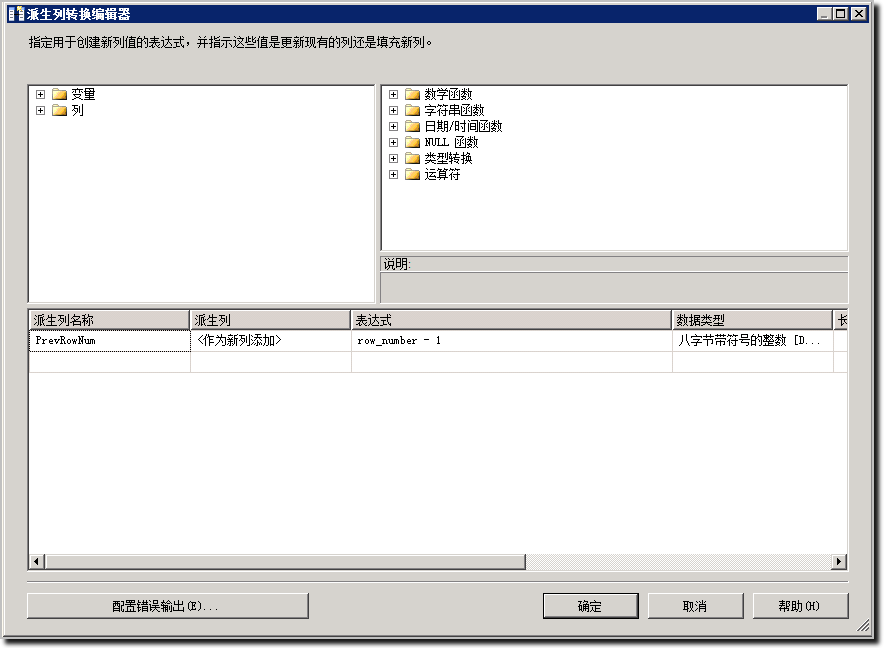 派生列转换编辑器
指定用于创建新列值的表达式，并指示这些值是更新现有的列还是填充新列。
变量
列
数学函数
字符串函数
日期/时间函数
NULL 函数
类型转换
运算符
说明:
派生列名称 派生列 表达式 数据类型 长
PrevRowNum <作为新列添加> row_number - 1 八字节带符号的整数 [D...
配置错误输出(E)... 确定 取消 帮助(H)